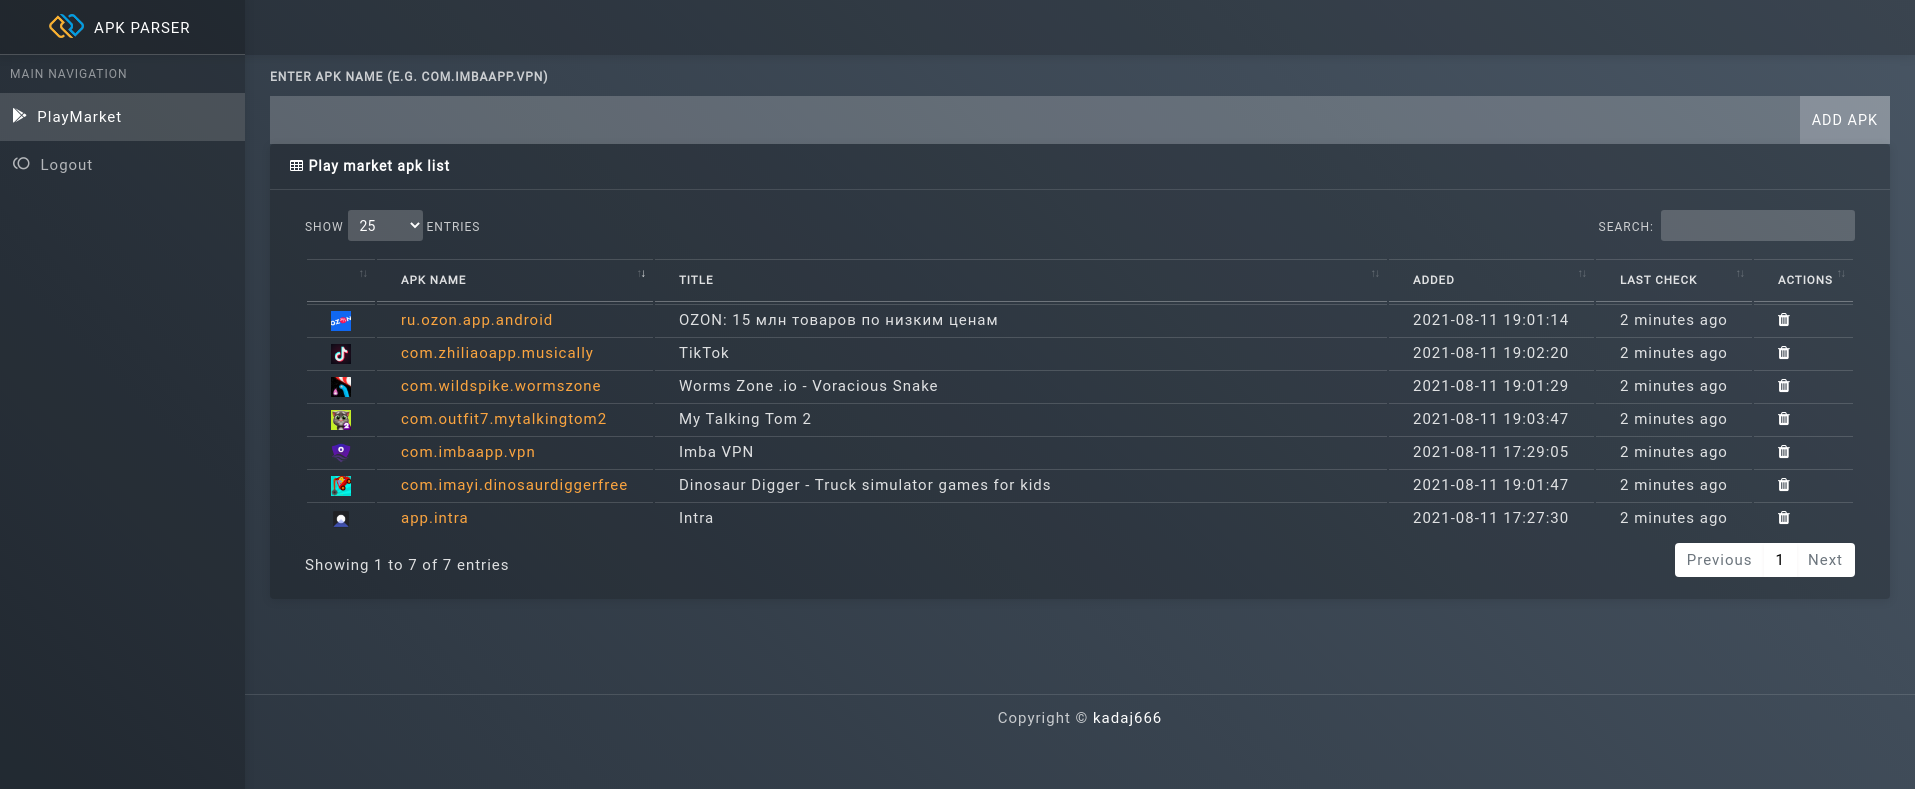 APK PARSER
MAIN NAVIGATION
PlayMarket
Logout
ENTER APK NAME (E.G. COM.IMBAAPP.VPN)
ADD APK
Play market apk list
SHOW 25 ENTRIES
SEARCH:
APK NAME TITLE ADDED LAST CHECK ACTIONS
ru.ozon.app.android OZON: 15 млн товаров по низким ценам 2021-08-11 19:01:14 2 minutes ago
com.zhiliaoapp.musically TikTok 2021-08-11 19:02:20 2 minutes ago
com.wildspike.wormszone Worms Zone .io - Voracious Snake 2021-08-11 19:01:29 2 minutes ago
com.outfit7.mytalkingtom2 My Talking Tom 2 2021-08-11 19:03:47 2 minutes ago
com.imbaapp.vpn Imba VPN 2021-08-11 17:29:05 2 minutes ago
com.imayi.dinosaurdiggerfree Dinosaur Digger - Truck simulator games for kids 2021-08-11 19:01:47 2 minutes ago
app.intra Intra 2021-08-11 17:27:30 2 minutes ago
Showing 1 to 7 of 7 entries
Previous 1 Next
Copyright © kadaj666